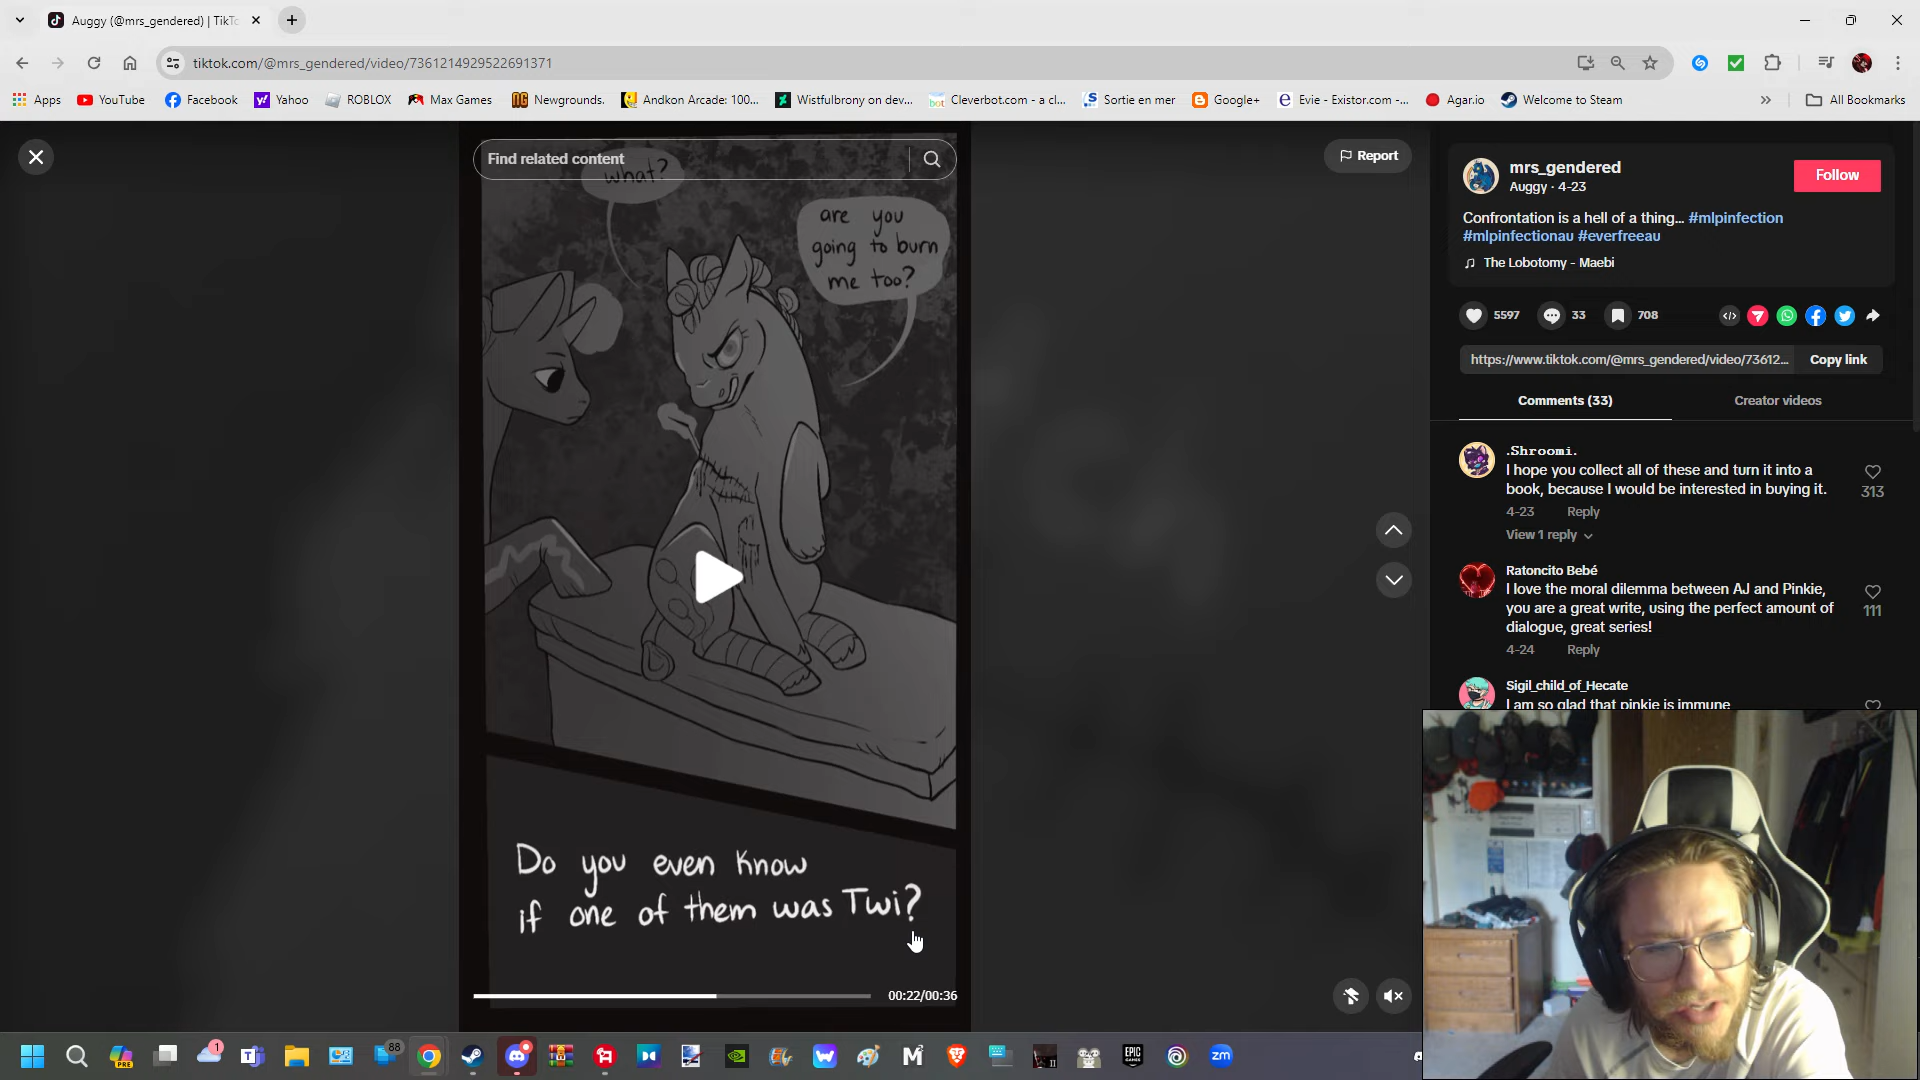 Auggy (@mrs_gendered) | TikTo
tiktok.com/@mrs_gendered/video/7361214929522691371
Apps
YouTube
Facebook
Yahoo
ROBLOX
Max Games
Newgrounds.
Andkon Arcade: 100...
Wistfulbrony on dev...
Cleverbot.com - a cl...
Sortie en mer
Google+
Evie - Existor.com -...
Agar.io
Welcome to Steam
All Bookmarks
Find related content
what?
are you
going to burn
me too?
Do you even know
if one of them was Twi?
00:22/00:36
Report
mrs_gendered
Auggy · 4-23
Follow
Confrontation is a hell of a thing... #mlpinfection
#mlpinfectionau #everfreeau
The Lobotomy - Maebi
5597
33
708
https://www.tiktok.com/@mrs_gendered/video/73612...
Copy link
Comments (33)
Creator videos
.Shroomi.
I hope you collect all of these and turn it into a
book, because I would be interested in buying it.
313
4-23
Reply
View 1 reply
Ratoncito Bebé
I love the moral dilemma between AJ and Pinkie,
you are a great write, using the perfect amount of
dialogue, great series!
111
4-24
Reply
Sigil_child_of_Hecate
I am so glad that pinkie is immune
PRE
1
88
EPIC
GAMES
zm